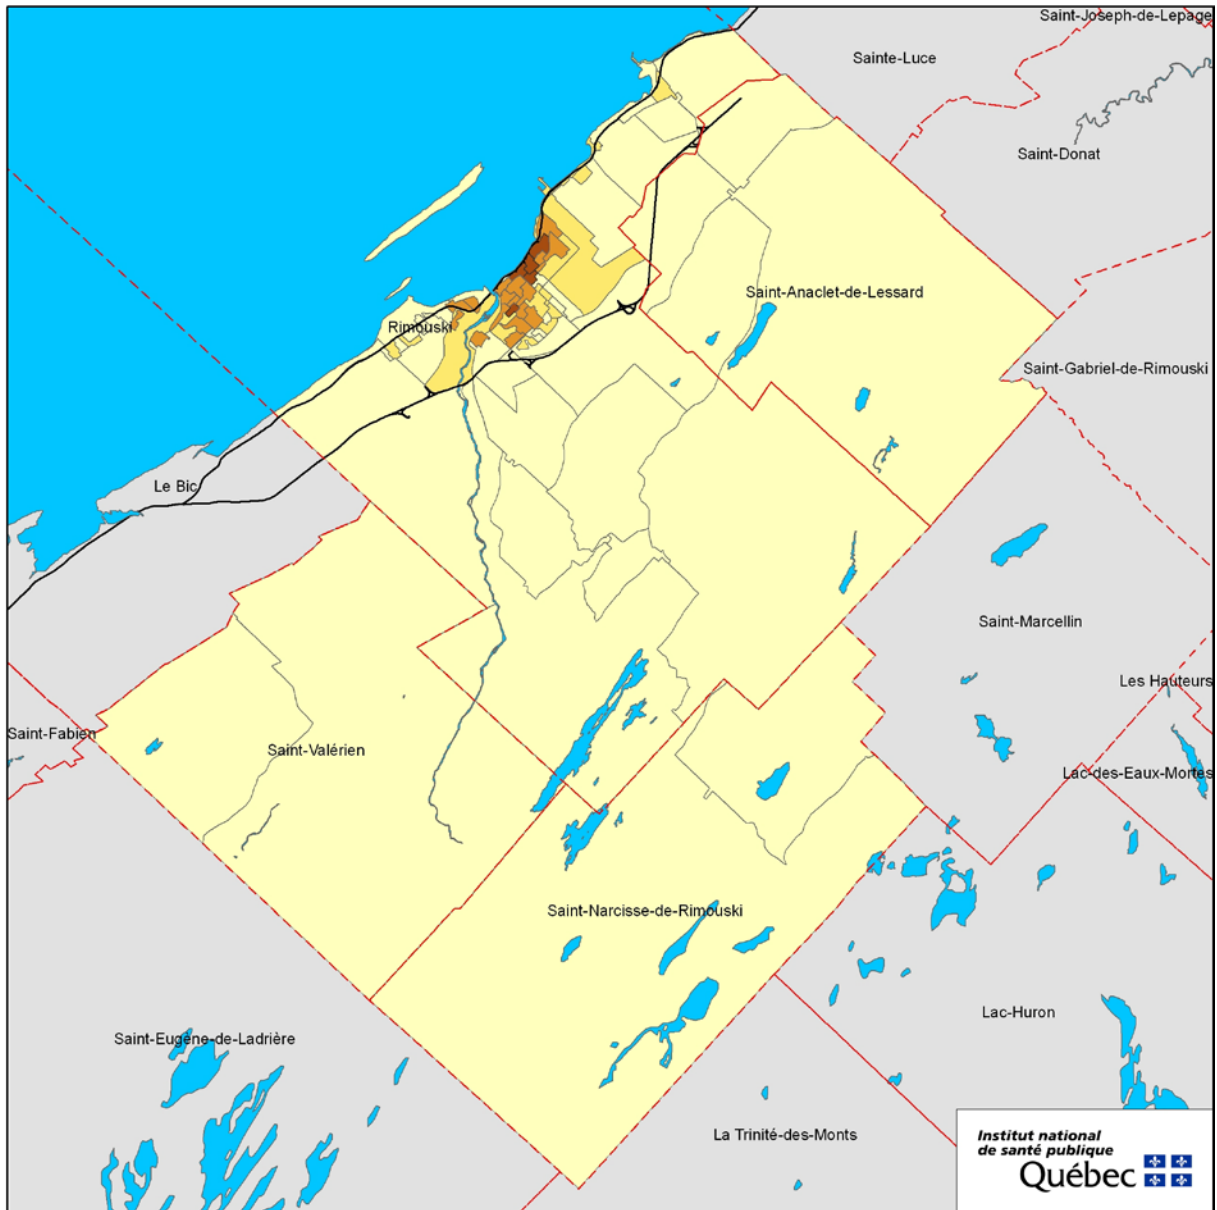 Saint-Joseph-de-Lepage
Sainte-Luce
Saint-Donat
Saint-Anaclet-de-Lessard
Rimouski
Saint-Gabriel-de-Rimouski
Le Bic
Saint-Marcellin
Les Hauteurs
Saint-Fabien
Saint-Valérien
Lac-des-Eaux-Mortes
Saint-Narcisse-de-Rimouski
Lac-Huron
Saint-Eugène-de-Ladrière
La Trinité-des-Monts
Institut national
de santé publique
Québec